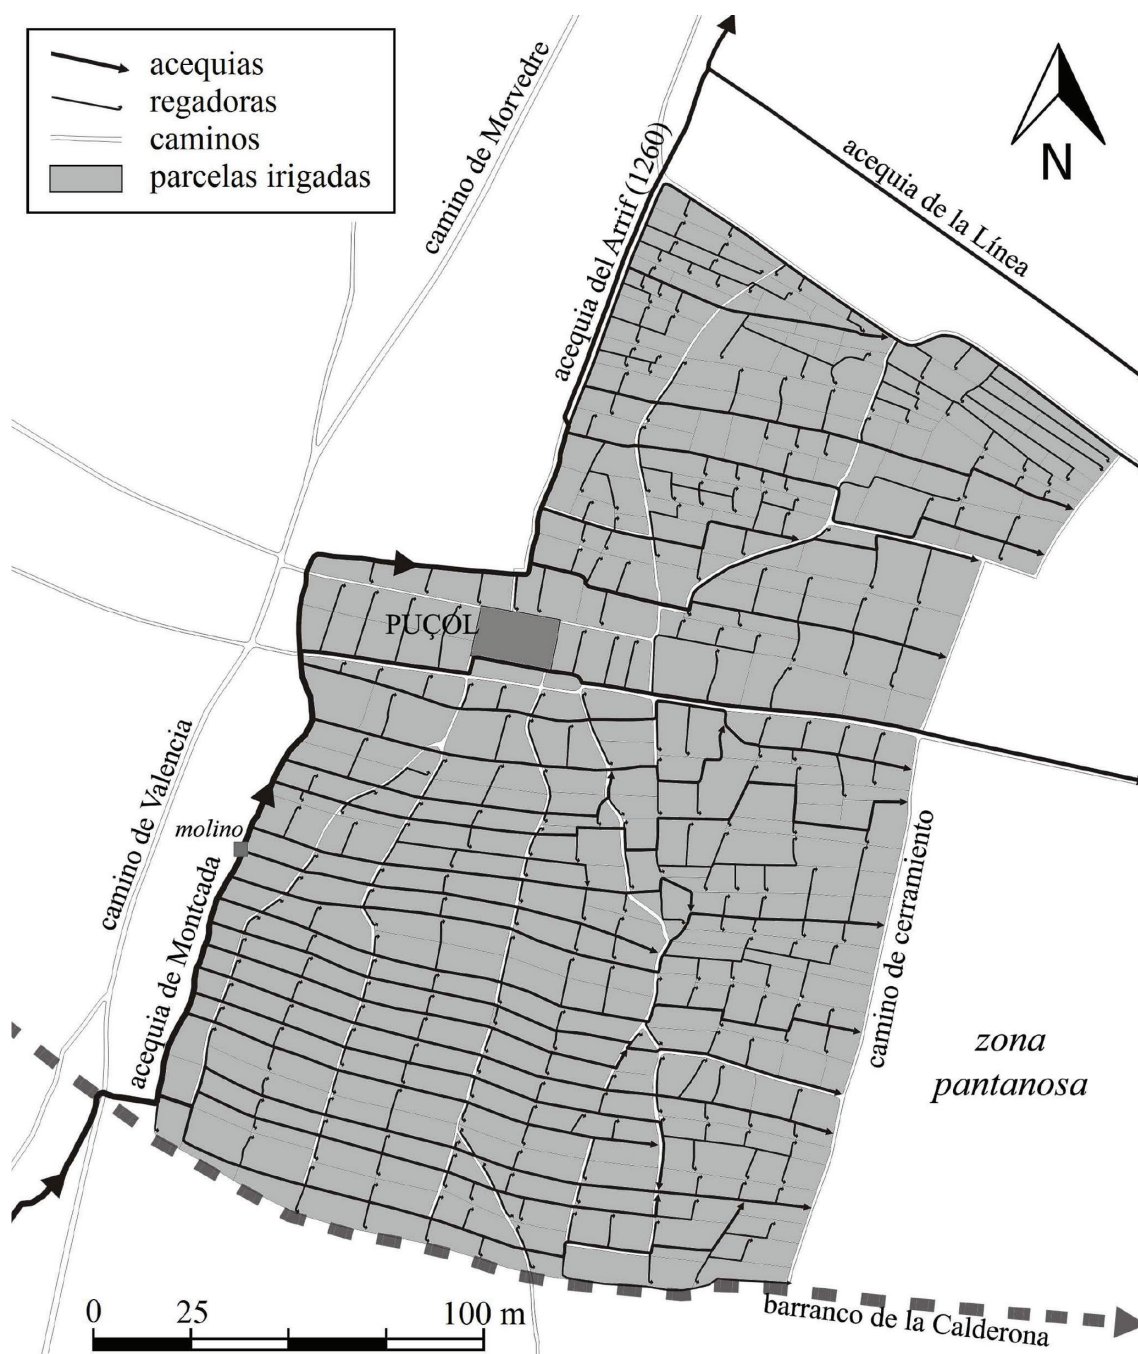 acequias
regadoras
caminos
parcelas irigadas
camino de Morvedre
N
acequia de la Línea
acequia del Arrif (1260)
PUÇOL
camino de Valencia
molino
acequia de Montcada
camino de cerramiento
zona
pantanosa
0 25 100 m
barranco de la Calderona